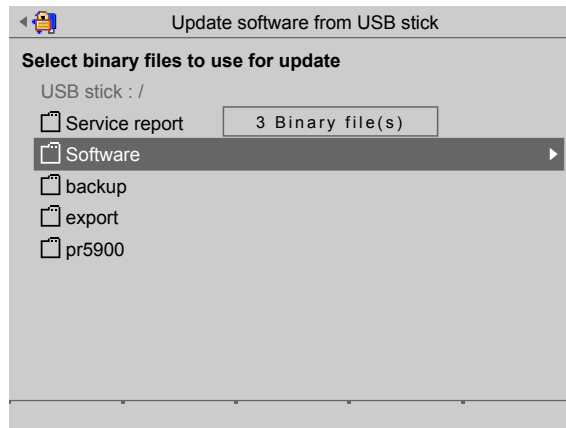 Update software from USB stick
Select binary files to use for update
USB stick : /
Service report 3 Binary file(s)
Software
backup
export
pr5900